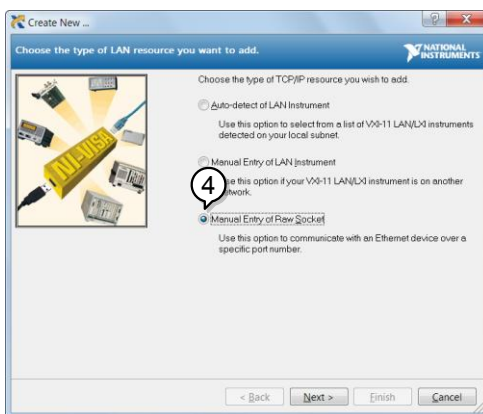 Create New ...
Choose the type of LAN resource you want to add.
NATIONAL
INSTRUMENTS
Choose the type of TCP/IP resource you wish to add.
Auto-detect of LAN Instrument
Use this option to select from a list of VXI-11 LAN/LXI instruments
detected on your local subnet.
Manual Entry of LAN Instrument
this option if your VXI-11 LAN/LXI instrument is on another
4
Manual Entry of Raw Socket
Use this option to communicate with an Ethernet device over a
specific port number.
NI-VISA
< Back
Next >
Finish
Cancel